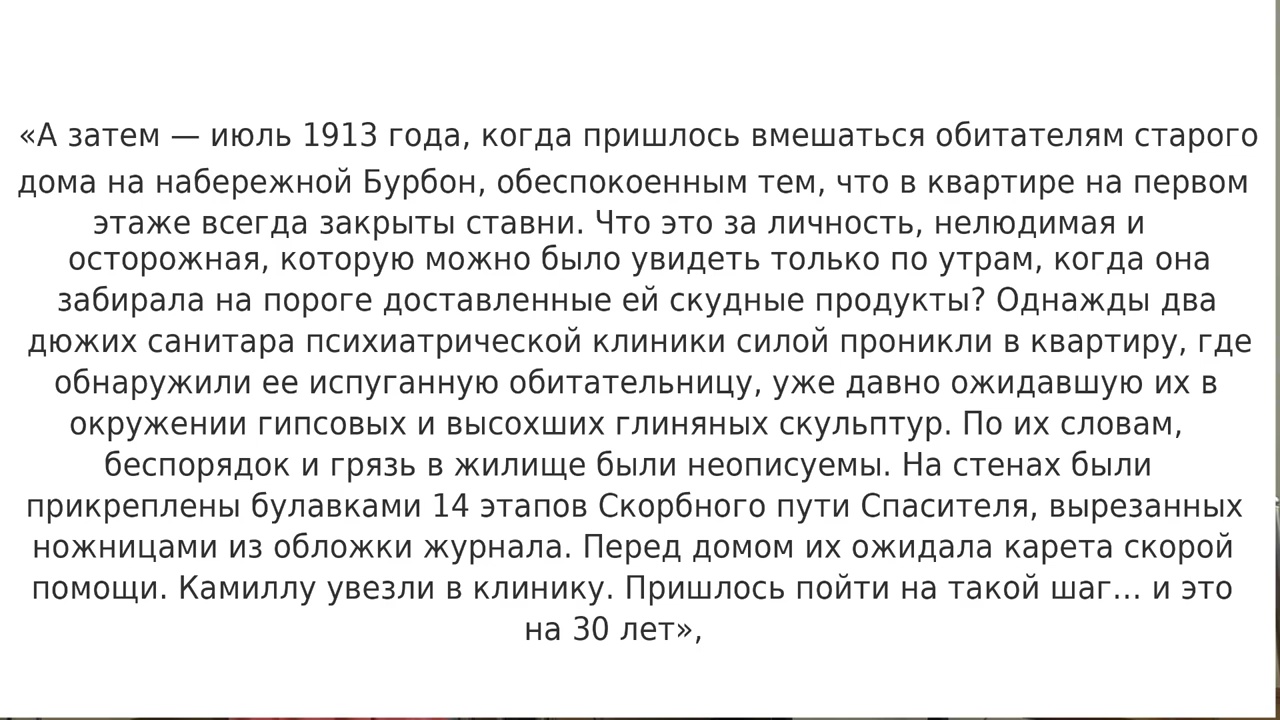 «А затем — июль 1913 года, когда пришлось вмешаться обитателям старого
дома на набережной Бурбон, обеспокоенным тем, что в квартире на первом
этаже всегда закрыты ставни. Что это за личность, нелюдимая и
осторожная, которую можно было увидеть только по утрам, когда она
забирала на пороге доставленные ей скудные продукты? Однажды два
дюжих санитара психиатрической клиники силой проникли в квартиру, где
обнаружили ее испуганную обитательницу, уже давно ожидавшую их в
окружении гипсовых и высохших глиняных скульптур. По их словам,
беспорядок и грязь в жилище были неописуемы. На стенах были
прикреплены булавками 14 этапов Скорбного пути Спасителя, вырезанных
ножницами из обложки журнала. Перед домом их ожидала карета скорой
помощи. Камиллу увезли в клинику. Пришлось пойти на такой шаг... и это
на 30 лет»,